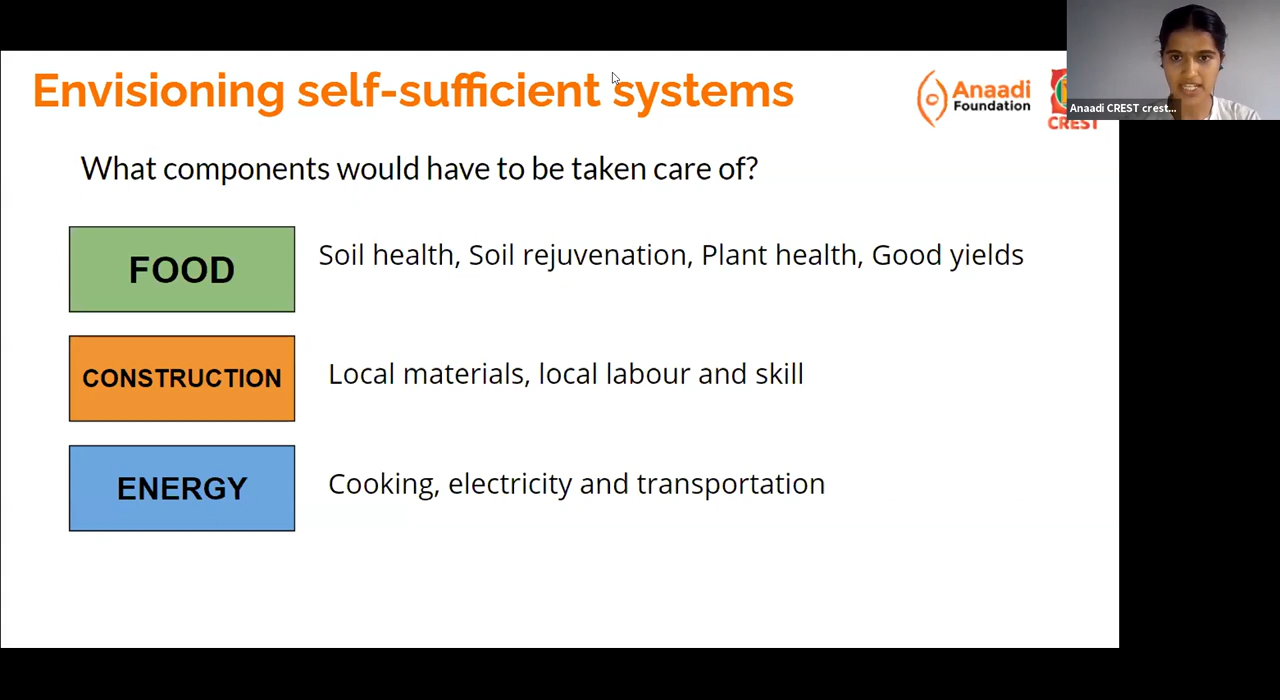 Envisioning self-sufficient systems
Anaadi
Foundation
CREST
Anaadi CREST crest...
What components would have to be taken care of?
FOOD
Soil health, Soil rejuvenation, Plant health, Good yields
CONSTRUCTION
Local materials, local labour and skill
ENERGY
Cooking, electricity and transportation